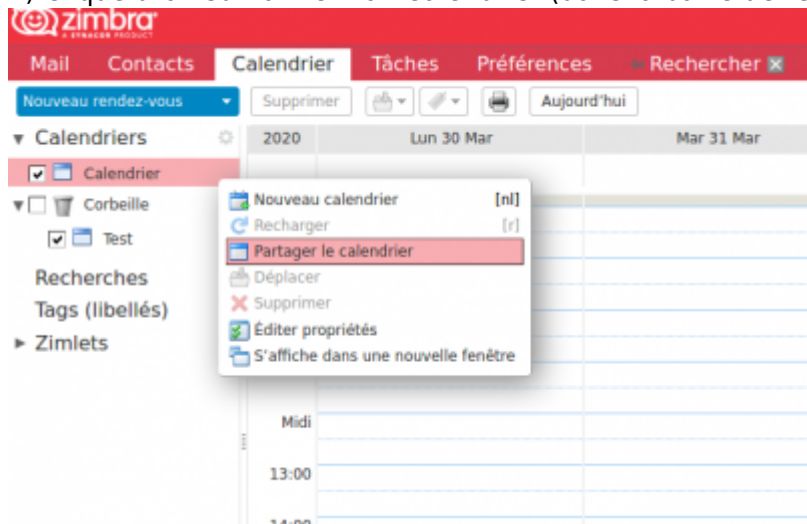 zimbra
A SYNACOR PRODUCT
Mail Contacts Calendrier Tâches Préférences Rechercher
Nouveau rendez-vous Supprimer Aujourd'hui
Calendriers 2020 Lun 30 Mar Mar 31 Mar
Calendrier
Corbeille
Test
Recherches
Tags (libellés)
Zimlets
Nouveau calendrier [nl]
Recharger [r]
Partager le calendrier
Déplacer
Supprimer
Éditer propriétés
S'affiche dans une nouvelle fenêtre
Midi
13:00